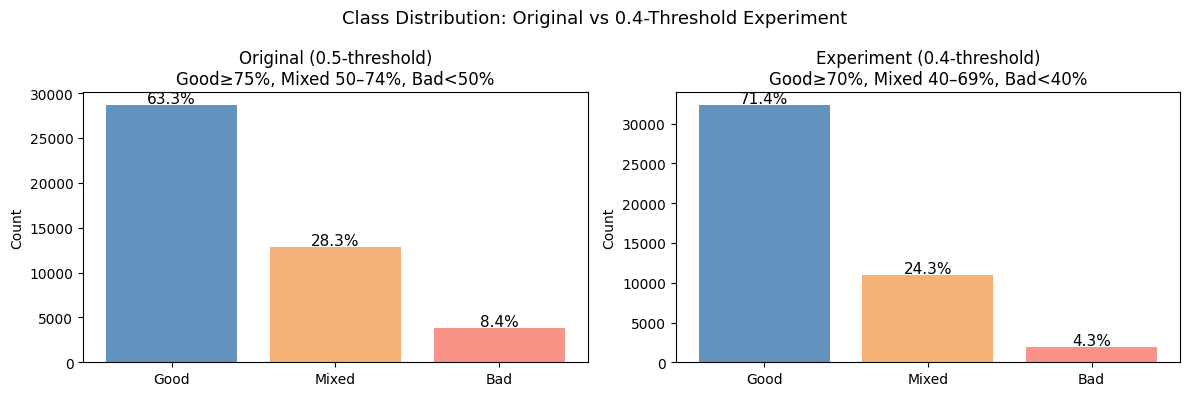 Class Distribution: Original vs 0.4-Threshold Experiment
Original (0.5-threshold)
Good≥75%, Mixed 50–74%, Bad<50%
Count
30000
25000
20000
15000
10000
5000
0
63.3%
28.3%
8.4%
Good
Mixed
Bad
Experiment (0.4-threshold)
Good≥70%, Mixed 40–69%, Bad<40%
Count
30000
25000
20000
15000
10000
5000
0
71.4%
24.3%
4.3%
Good
Mixed
Bad